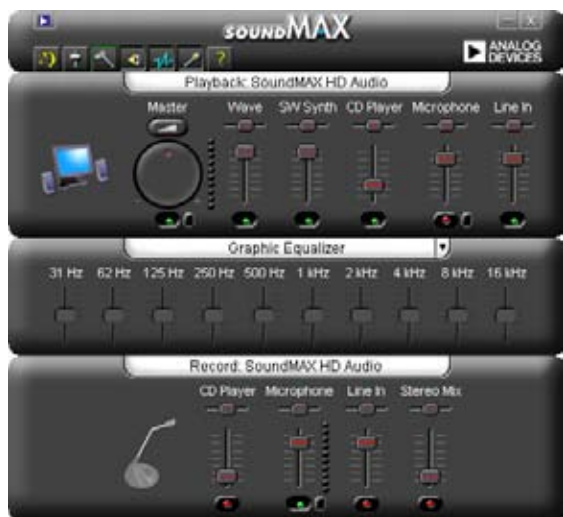 SOUNDMAX
ANALOG DEVICES
Playback: SoundMAX HD Audio
Master Wave SW Synth CD Player Microphone Line In
Graphic Equalizer
31 Hz 62 Hz 125 Hz 250 Hz 500 Hz 1 kHz 2 kHz 4 kHz 8 kHz 16 kHz
Record: SoundMAX HD Audio
CD Player Microphone Line In Stereo Mix